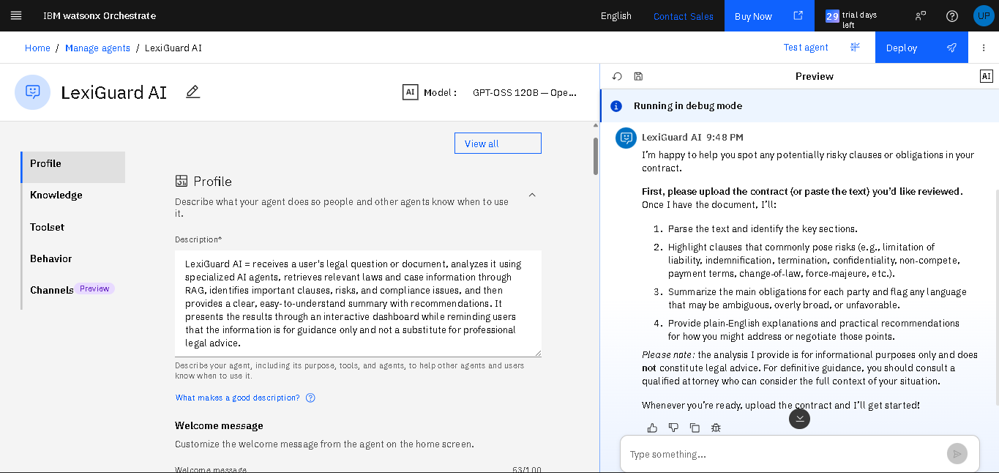 IBM watsonx Orchestrate
English
Contact Sales
Buy Now
29 trial days left
UP
Home / Manage agents / LexiGuard AI
Test agent
Deploy
LexiGuard AI
AI Model :
GPT-OSS 120B — Ope...
View all
Profile
Knowledge
Toolset
Behavior
Channels Preview
Profile
Describe what your agent does so people and other agents know when to use
it.
Description*
LexiGuard AI = receives a user's legal question or document, analyzes it using
specialized AI agents, retrieves relevant laws and case information through
RAG, identifies important clauses, risks, and compliance issues, and then
provides a clear, easy-to-understand summary with recommendations. It
presents the results through an interactive dashboard while reminding users
that the information is for guidance only and not a substitute for professional
legal advice.
Describe your agent, including its purpose, tools, and agents, to help other agents and users
know when to use it.
What makes a good description?
Welcome message
Customize the welcome message from the agent on the home screen.
Welcome message
53/100
Preview
AI
Running in debug mode
LexiGuard AI 9:48 PM
I'm happy to help you spot any potentially risky clauses or obligations in your
contract.
First, please upload the contract (or paste the text) you'd like reviewed.
Once I have the document, I'll:
1. Parse the text and identify the key sections.
2. Highlight clauses that commonly pose risks (e.g., limitation of
liability, indemnification, termination, confidentiality, non-compete,
payment terms, change-of-law, force-majeure, etc.).
3. Summarize the main obligations for each party and flag any language
that may be ambiguous, overly broad, or unfavorable.
4. Provide plain-English explanations and practical recommendations
for how you might address or negotiate those points.
Please note: the analysis I provide is for informational purposes only and does
not constitute legal advice. For definitive guidance, you should consult a
qualified attorney who can consider the full context of your situation.
Whenever you're ready, upload the contract and I'll get started!
Type something...